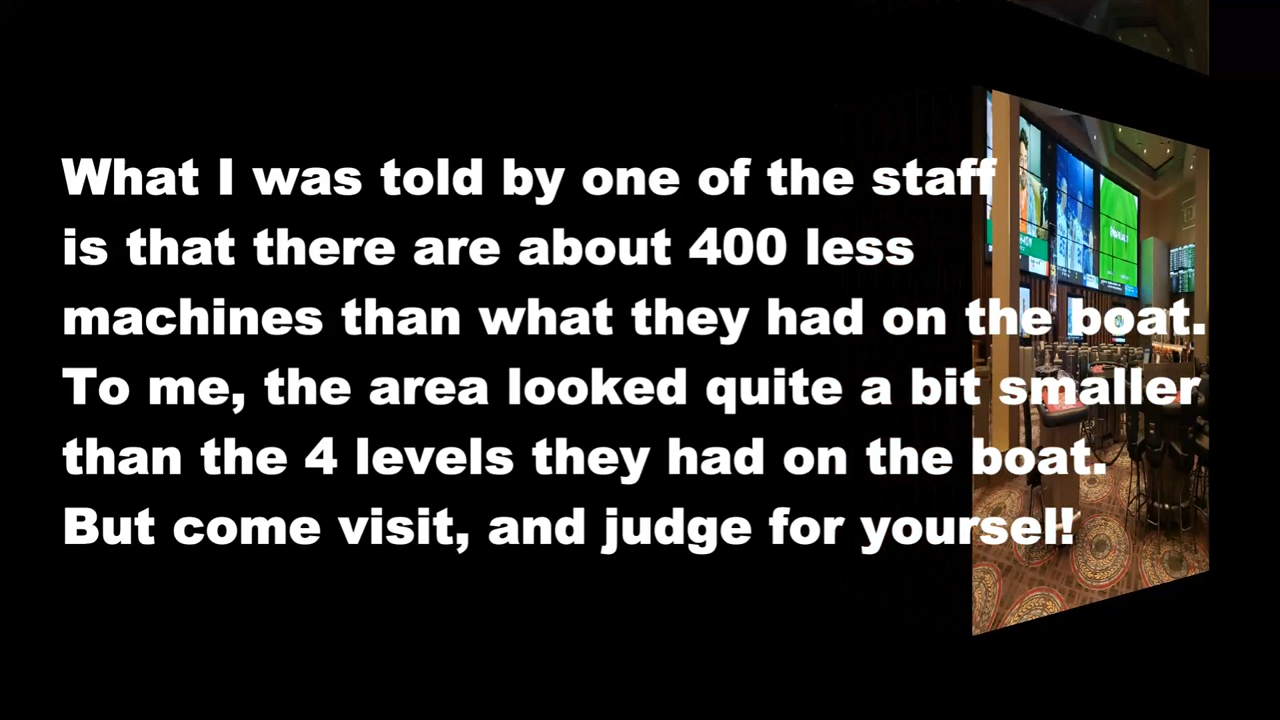 What I was told by one of the staff
is that there are about 400 less
machines than what they had on the boat.
To me, the area looked quite a bit smaller
than the 4 levels they had on the boat.
But come visit, and judge for yoursel!